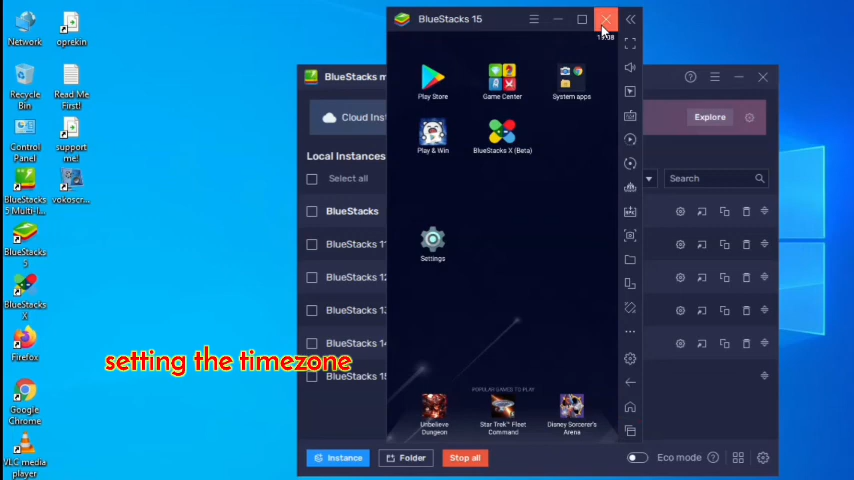 Network
oprekin
Recycle
Bin
Read Me
First!
Control
Panel
support
me!
BlueStacks
5 Multi-I...
vokoscr...
BlueStacks
5
BlueStacks
X
Firefox
Google
Chrome
VLC media
player
BlueStacks m
Cloud Inst
Explore
Local Instances
Select all
Search
BlueStacks
BlueStacks 11
BlueStacks 12
BlueStacks 13
BlueStacks 14
BlueStacks 15
Instance
Folder
Stop all
Eco mode
BlueStacks 15
Play Store
Game Center
System apps
Play & Win
BlueStacks X (Beta)
Settings
POPULAR GAMES TO PLAY
Unbelieve
Dungeon
Star Trek™ Fleet
Command
Disney Sorcerer's
Arena
setting the timezone